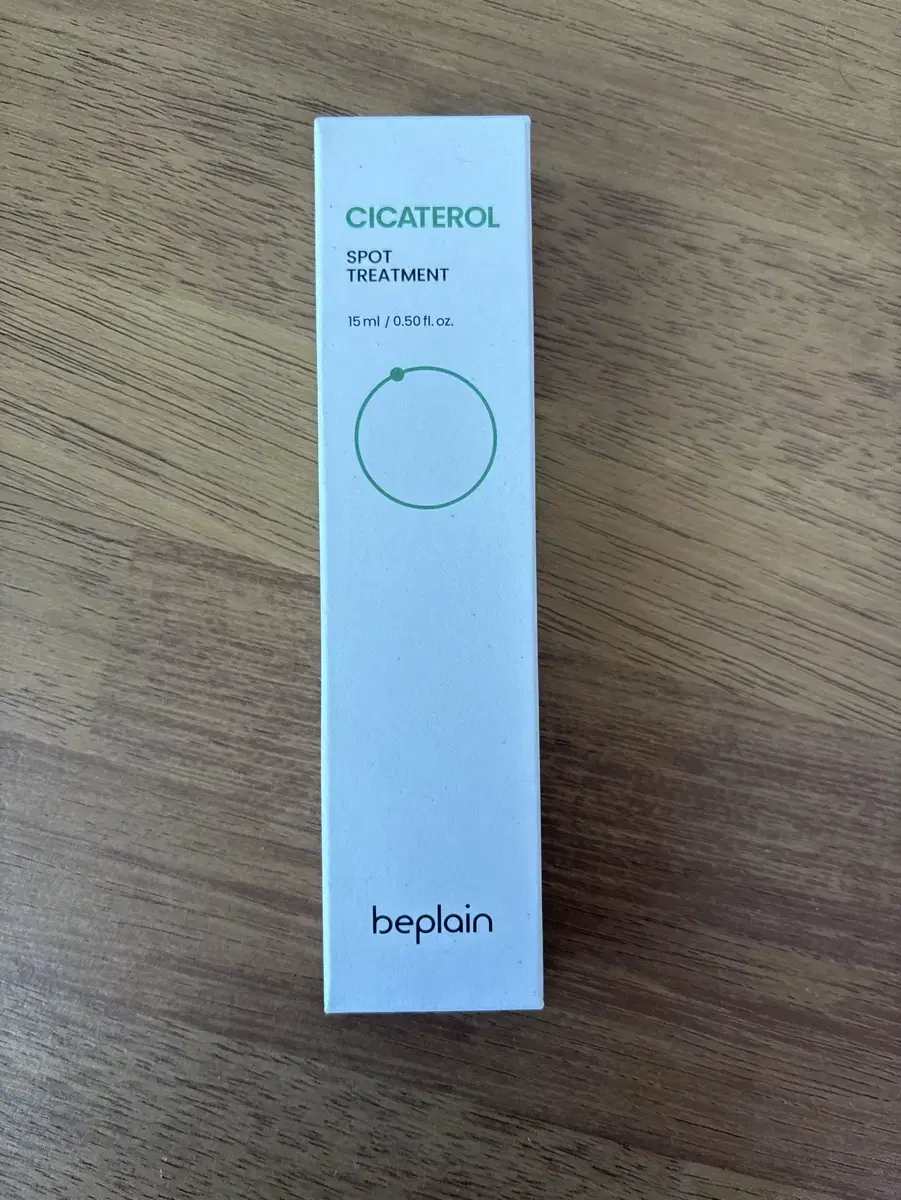 CICATEROL
SPOT
TREATMENT
15 ml / 0.50 fl. oz.
beplain